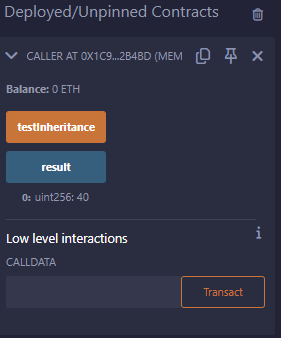 Deployed/Unpinned Contracts
CALLER AT 0X1C9...2B4BD (MEM
Balance: 0 ETH
testInheritance
result
0: uint256: 40
Low level interactions
CALLDATA
Transact